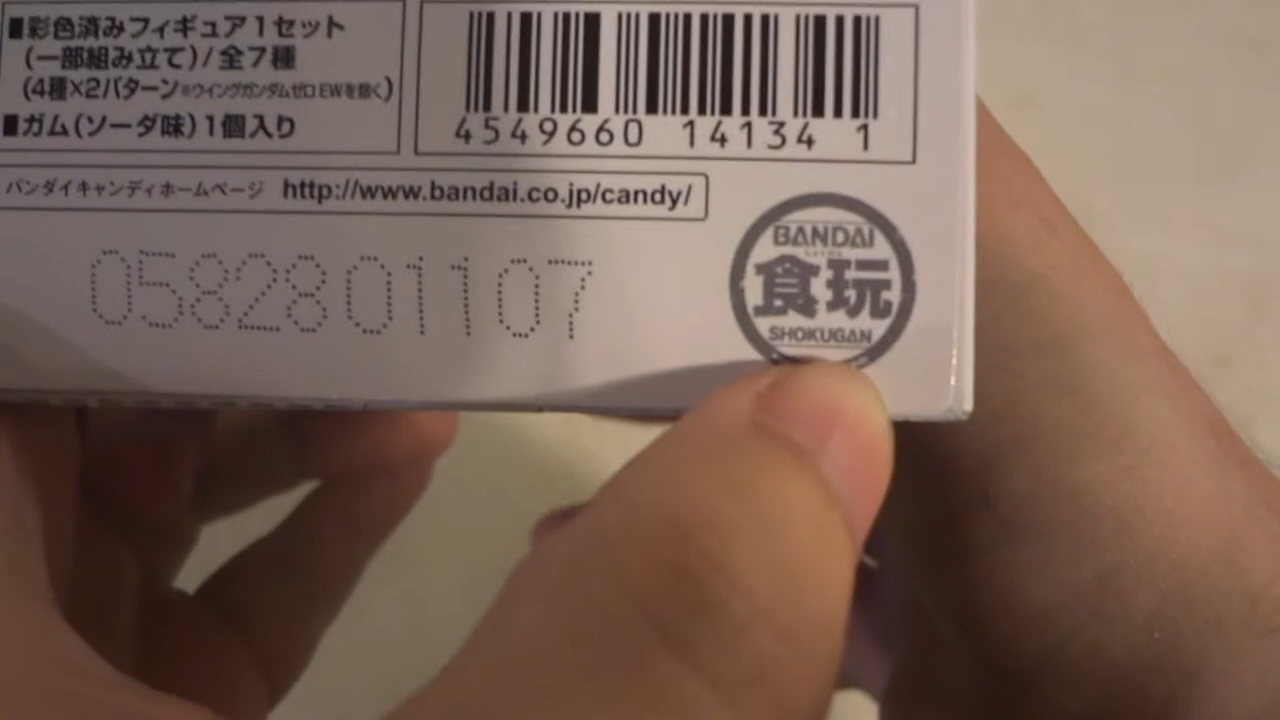 ■彩色済みフィギュア1セット
(一部組み立て)/全7種
(4種×2パターン※ウイングガンダムゼロEWを除く)
■ガム(ソーダ味)1個入り
4549660 14134 1
バンダイキャンディホームページ http://www.bandai.co.jp/candy/
0582801107
BANDAI
食玩
SHOKUGAN